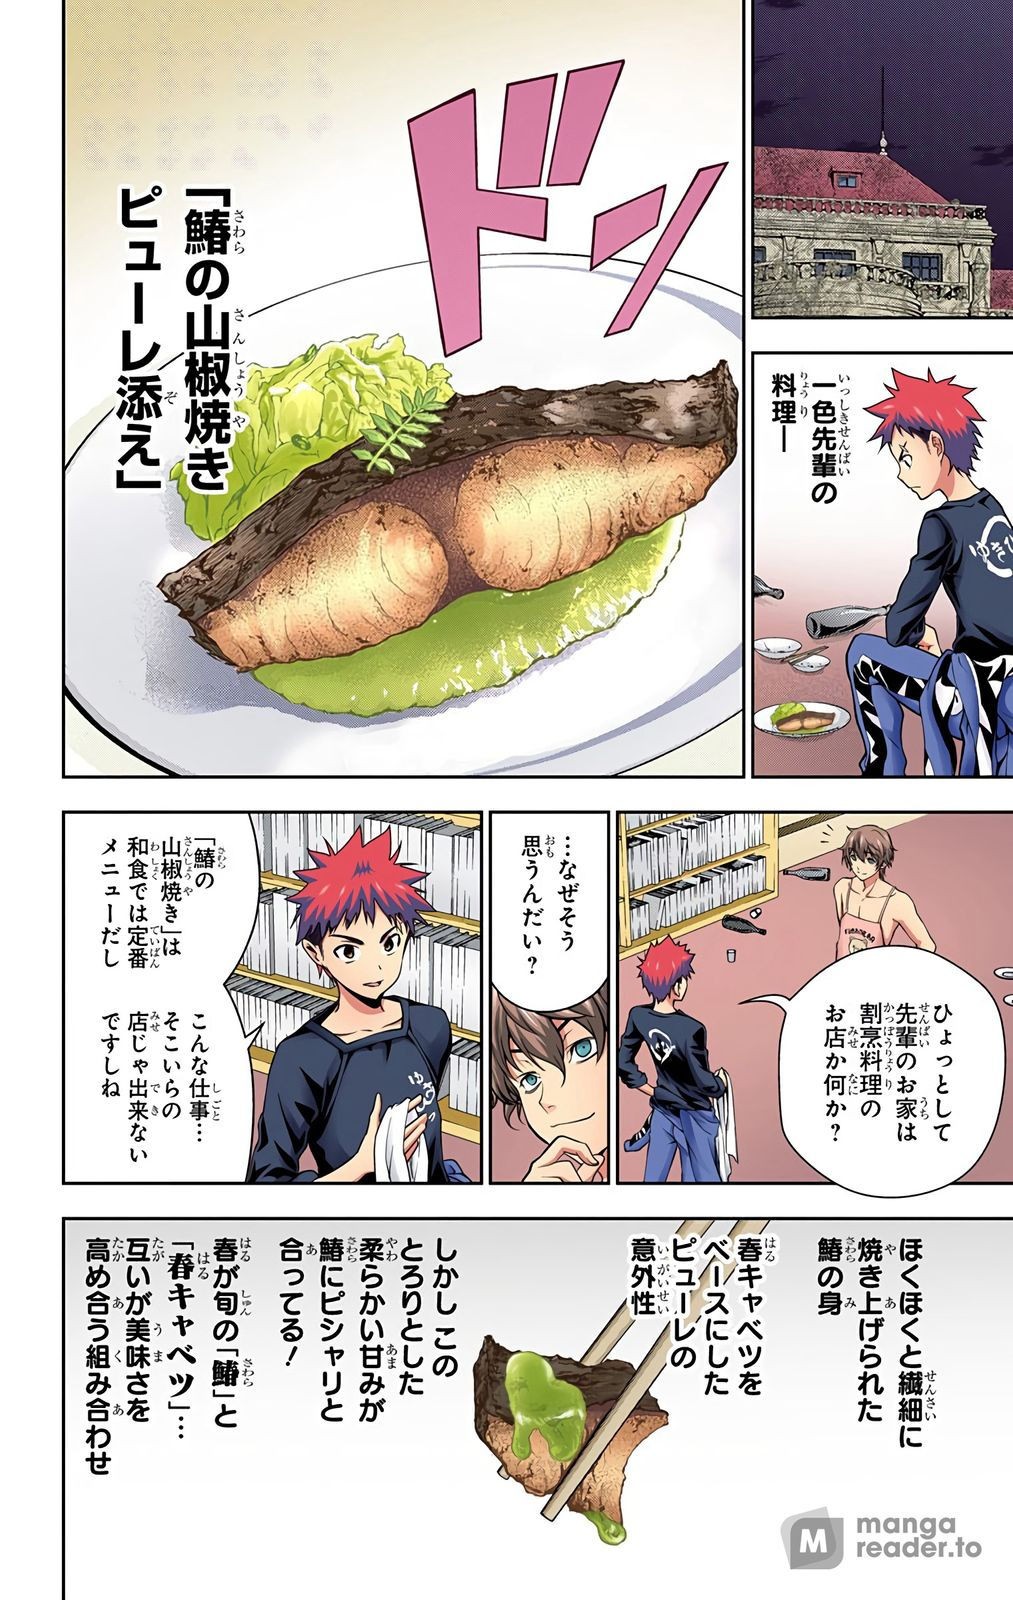 一色先輩の
料理ー
ドン
「鰆の山椒焼き
ピューレ添え」
ひょっとして
先輩のお家は
割烹料理の
お店か何か?
…なぜそう
思うんだい?
「鰆の
山椒焼き」は
和食では定番
メニューだし
こんな仕事…
そこいらの
店じゃ出来ない
ですしね
ほくほくと繊細に
焼き上げられた
鰆の身
春キャベツを
ベースにした
ピューレの
意外性
しかし この
とろりとした
柔らかい甘みが
鰆にピシャリと
合ってる!
春が旬の「鰆」と
「春キャベツ」…
互いが美味さを
高め合う組み合わせ
manga
reader.to